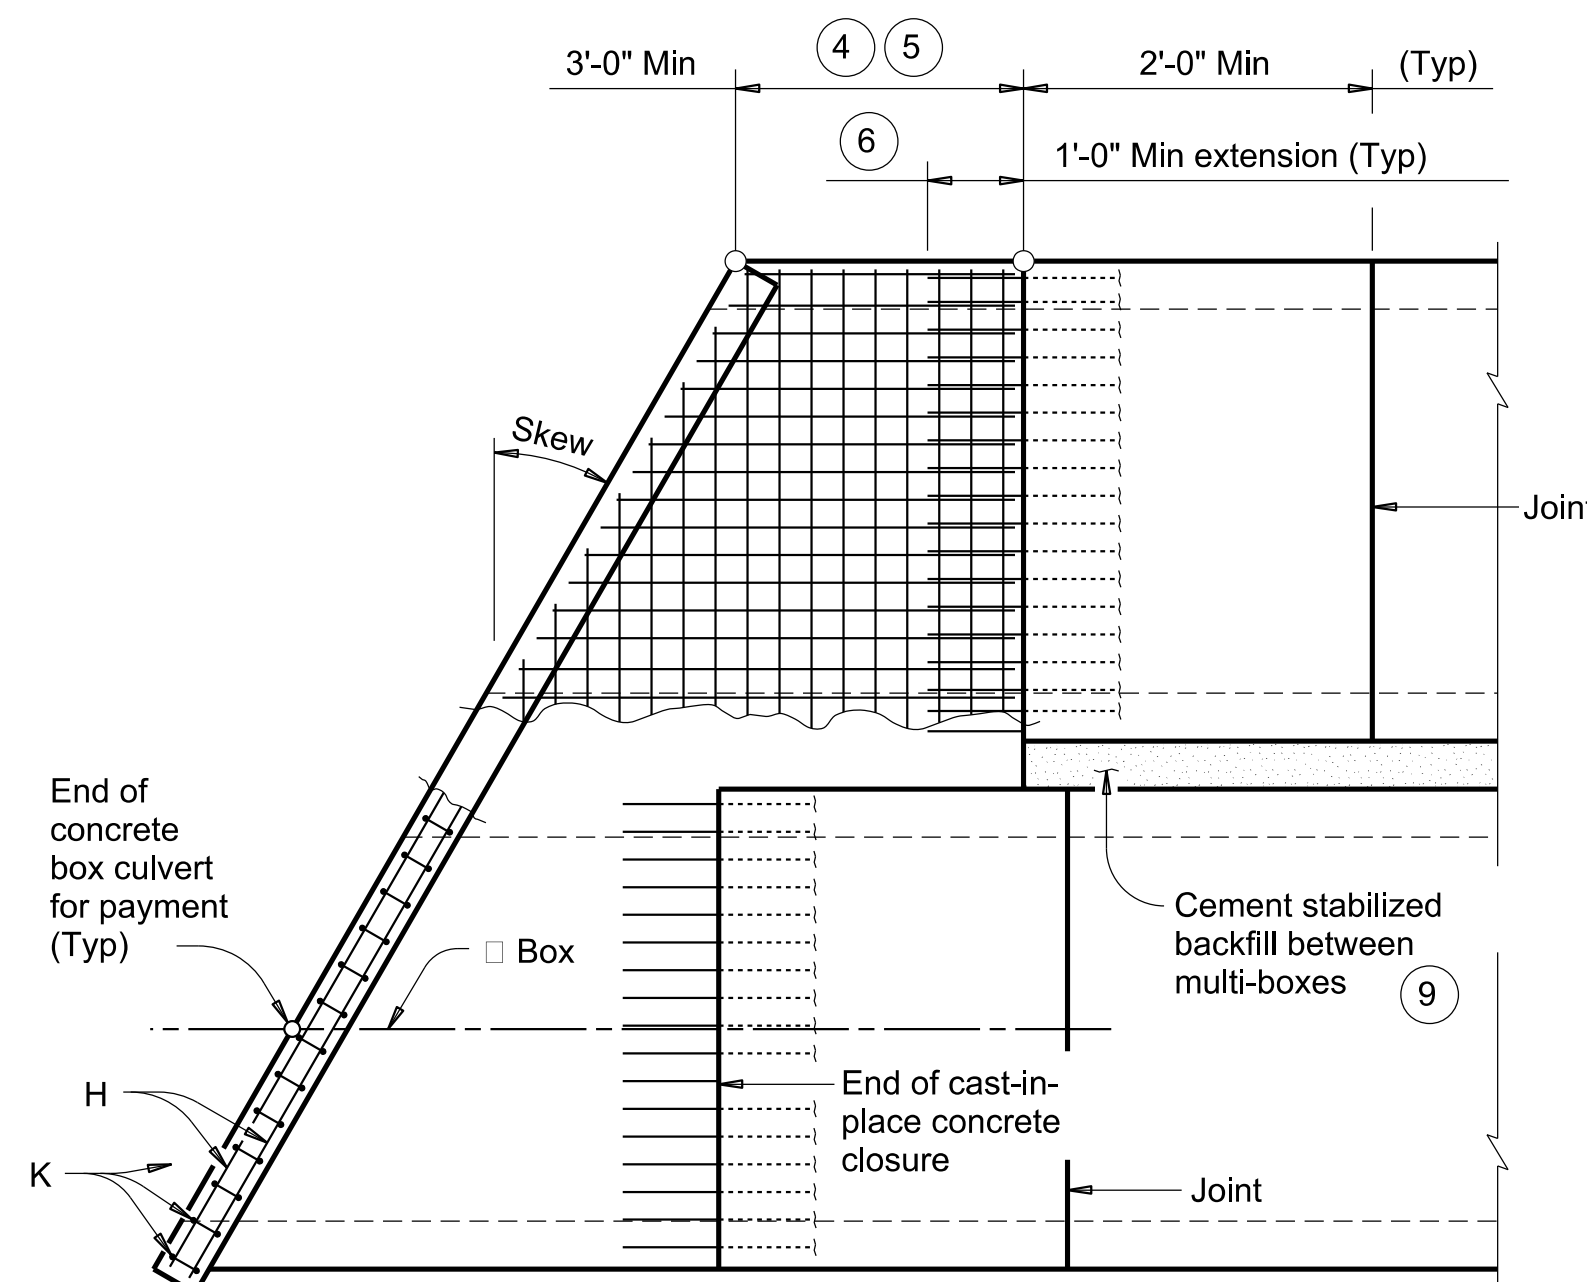 4 5
3'-0" Min
2'-0" Min
(Typ)
6
1'-0" Min extension (Typ)
Skew
Joint
End of
concrete
box culvert
for payment
(Typ)
□ Box
Cement stabilized
backfill between
multi-boxes
9
H
End of cast-in-
place concrete
closure
K
Joint